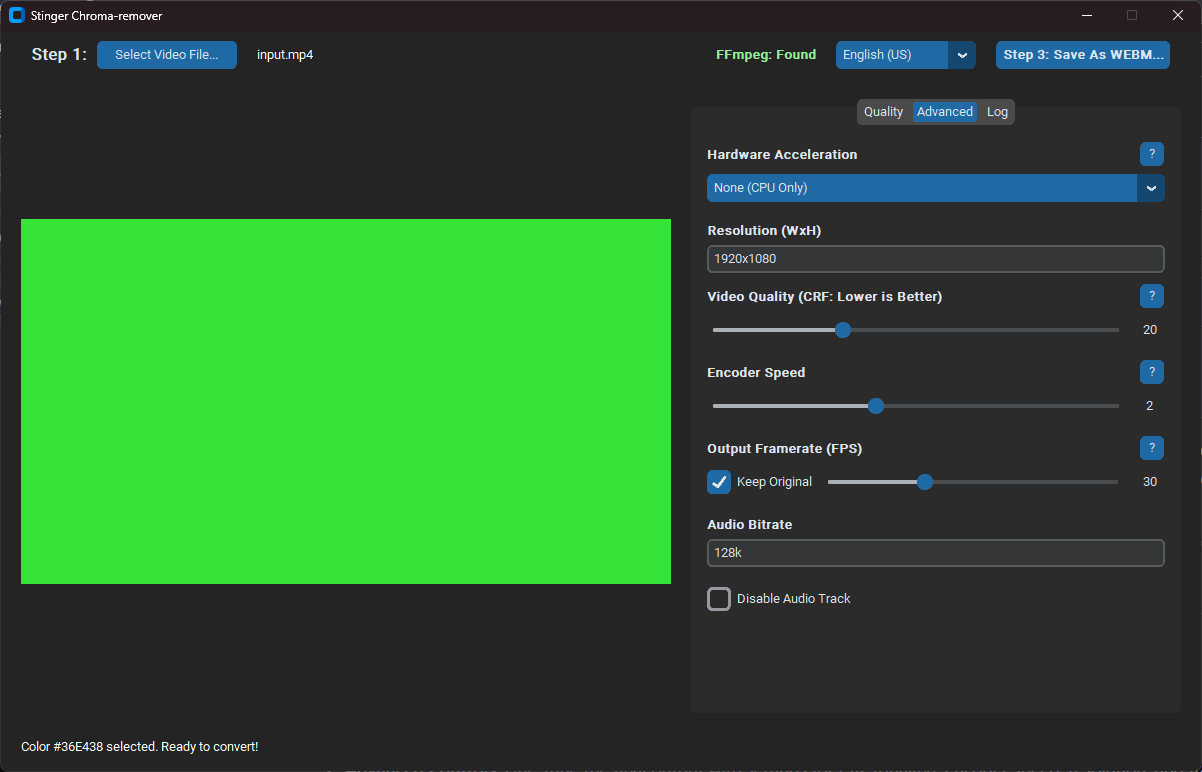 Stinger Chroma-remover
Step 1: Select Video File... input.mp4 FFmpeg: Found English (US) Step 3: Save As WEBM...
Quality Advanced Log
Hardware Acceleration ?
None (CPU Only)
Resolution (WxH)
1920x1080
Video Quality (CRF: Lower is Better) ?
20
Encoder Speed ?
2
Output Framerate (FPS) ?
Keep Original 30
Audio Bitrate
128k
Disable Audio Track
Color #36E438 selected. Ready to convert!